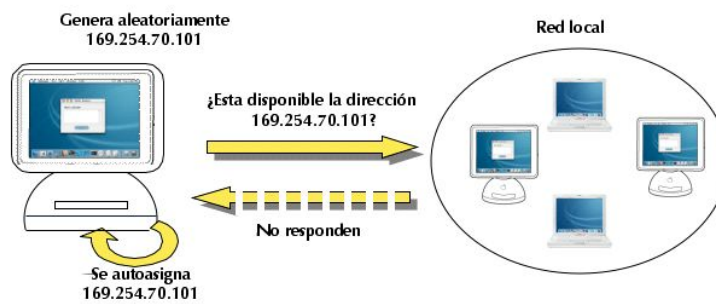 Genera aleatoriamente
169.254.70.101
Red local
¿Esta disponible la dirección
169.254.70.101?
No responden
Se autoasigna
169.254.70.101